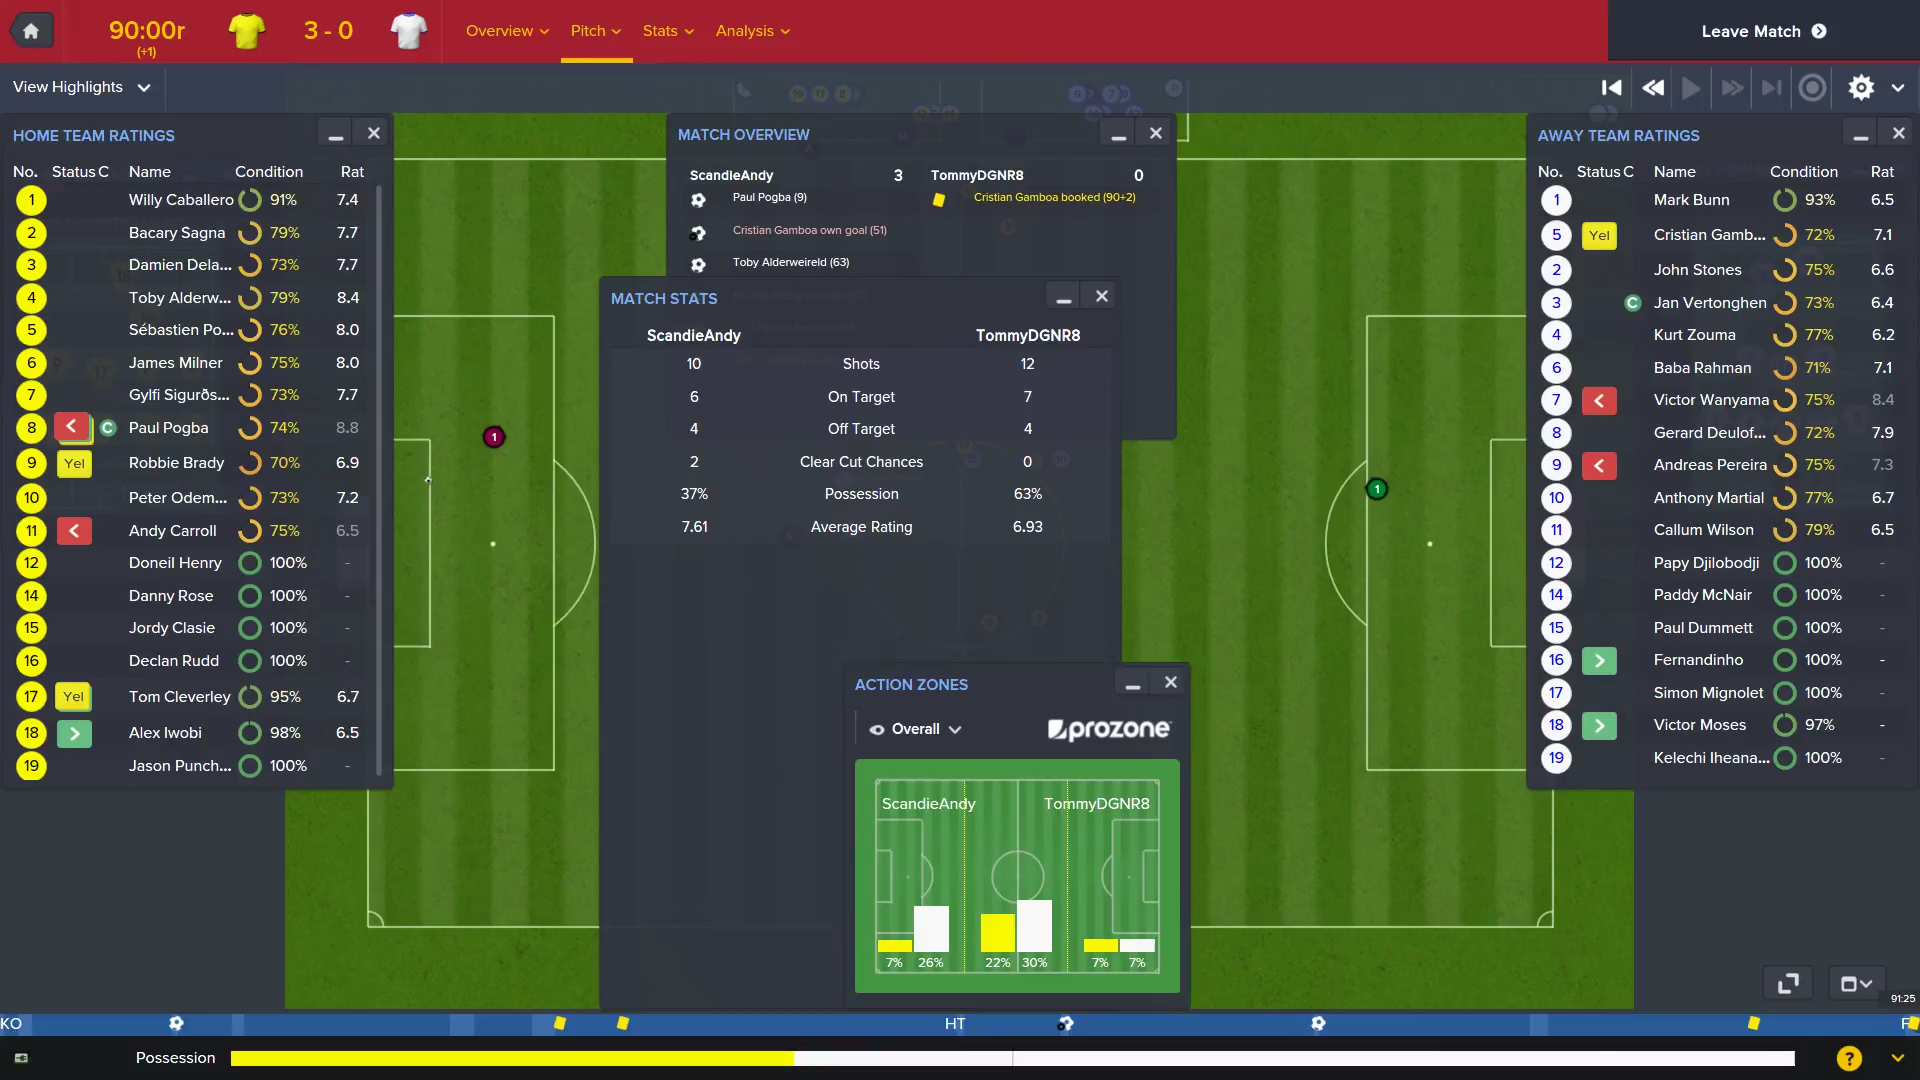 90:00r
(+1)
3 - 0
Overview
Pitch
Stats
Analysis
Leave Match
View Highlights
HOME TEAM RATINGS
No. Status C Name Condition Rat
1 Willy Caballero 91% 7.4
2 Bacary Sagna 79% 7.7
3 Damien Dela... 73% 7.7
4 Toby Alderw... 79% 8.4
5 Sébastien Po... 76% 8.0
6 James Milner 75% 8.0
7 Gylfi Sigurðs... 73% 7.7
8 C Paul Pogba 74% 8.8
9 Yel Robbie Brady 70% 6.9
10 Peter Odem... 73% 7.2
11 Andy Carroll 75% 6.5
12 Doneil Henry 100% -
14 Danny Rose 100% -
15 Jordy Clasie 100% -
16 Declan Rudd 100% -
17 Yel Tom Cleverley 95% 6.7
18 Alex Iwobi 98% 6.5
19 Jason Punch... 100% -
MATCH OVERVIEW
ScandieAndy 3 TommyDGNR8 0
Paul Pogba (9) Cristian Gamboa booked (90+2)
Cristian Gamboa own goal (51)
Toby Alderweireld (63)
MATCH STATS
ScandieAndy TommyDGNR8
10 Shots 12
6 On Target 7
4 Off Target 4
2 Clear Cut Chances 0
37% Possession 63%
7.61 Average Rating 6.93
1
1
ACTION ZONES
Overall prozone
ScandieAndy TommyDGNR8
7% 26% 22% 30% 7% 7%
AWAY TEAM RATINGS
No. Status C Name Condition Rat
1 Mark Bunn 93% 6.5
5 Yel Cristian Gamb... 72% 7.1
2 John Stones 75% 6.6
3 C Jan Vertonghen 73% 6.4
4 Kurt Zouma 77% 6.2
6 Baba Rahman 71% 7.1
7 Victor Wanyama 75% 8.4
8 Gerard Deulof... 72% 7.9
9 Andreas Pereira 75% 7.3
10 Anthony Martial 77% 6.7
11 Callum Wilson 79% 6.5
12 Papy Djilobodji 100% -
14 Paddy McNair 100% -
15 Paul Dummett 100% -
16 Fernandinho 100% -
17 Simon Mignolet 100% -
18 Victor Moses 97% -
19 Kelechi Iheana... 100% -
91:25
KO HT
Possession
?